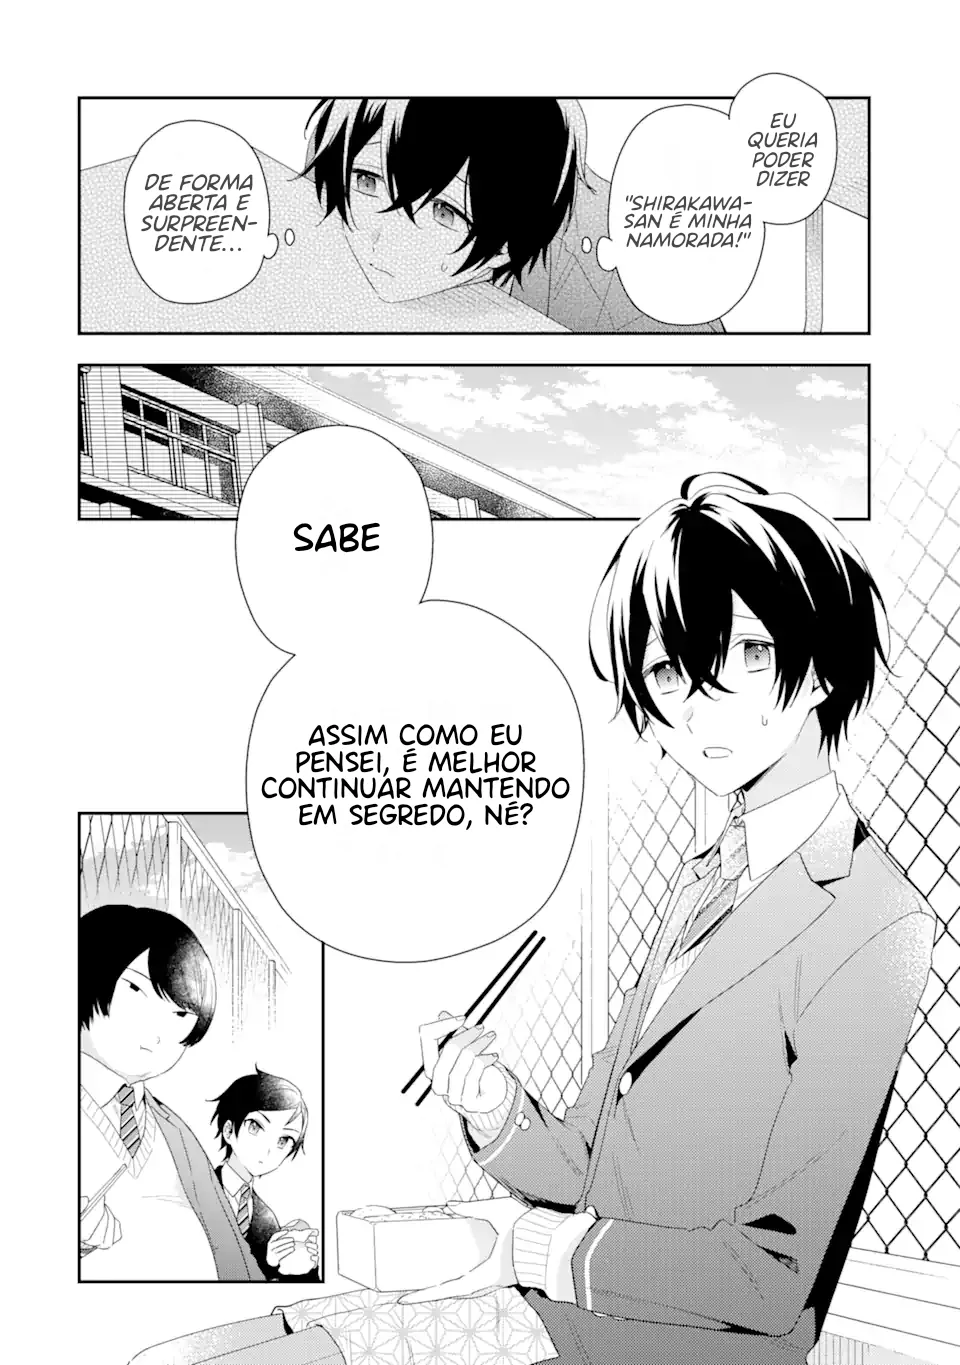 EU
QUERIA
PODER
DIZER
"SHIRAKAWA-
SAN É MINHA
NAMORADA!"
DE FORMA
ABERTA E
SURPREEN-
DENTE...
SABE
ASSIM COMO EU
PENSEI, É MELHOR
CONTINUAR MANTENDO
EM SEGREDO, NÉ?